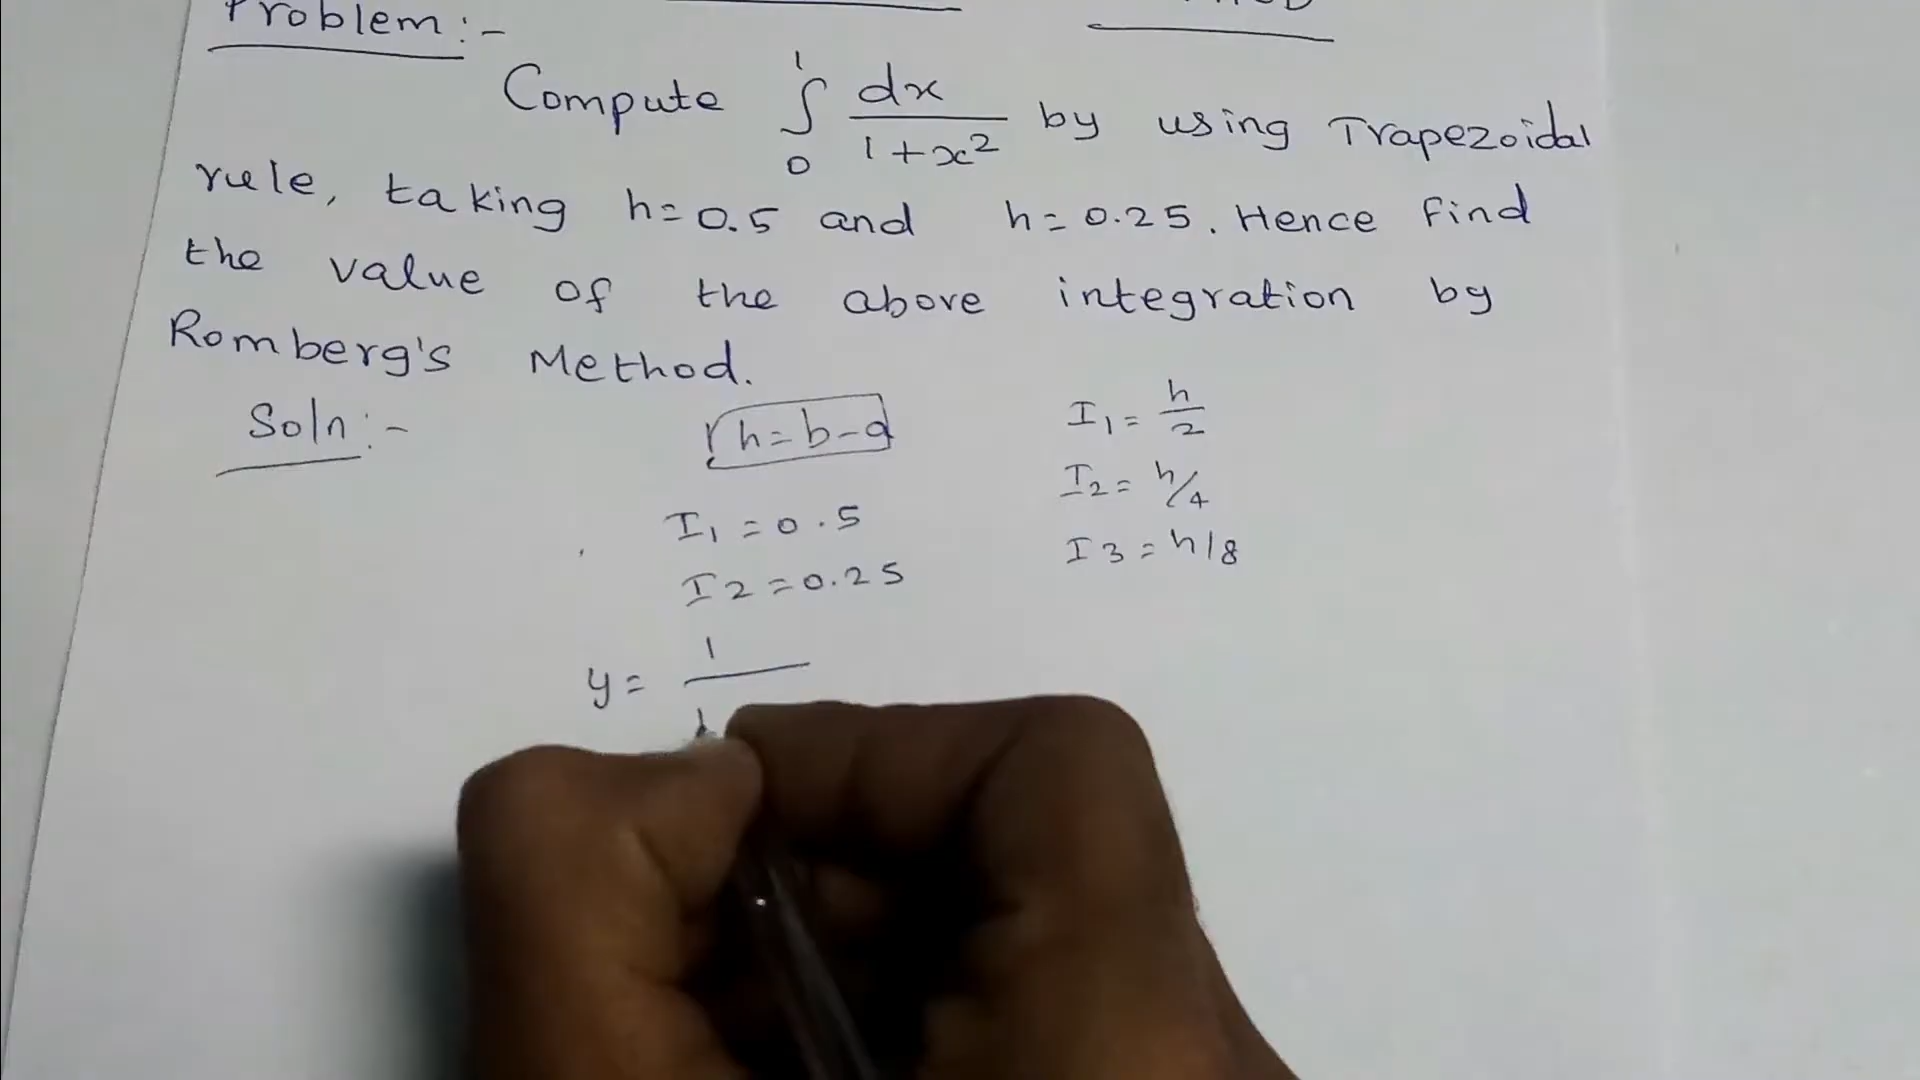 Problem:-
Compute ∫₀¹ dx/(1+x²) by using Trapezoidal
rule, taking h=0.5 and h=0.25. Hence find
the value of the above integration by
Romberg's Method.
Soln:-
h=b-a
I₁ = h/2
I₂ = h/4
I3 = h/8
I₁ = 0.5
I2 = 0.25
y = 1/1